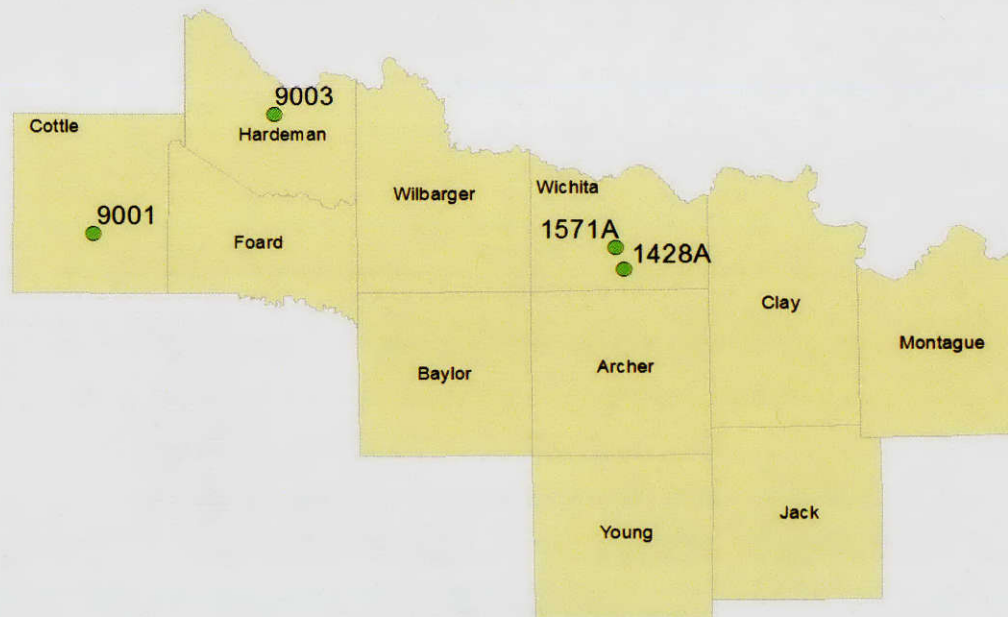 9003
Cottle
Hardeman
Wilbarger
Wichita
9001
1571A
Foard
1428A
Clay
Montague
Baylor
Archer
Jack
Young